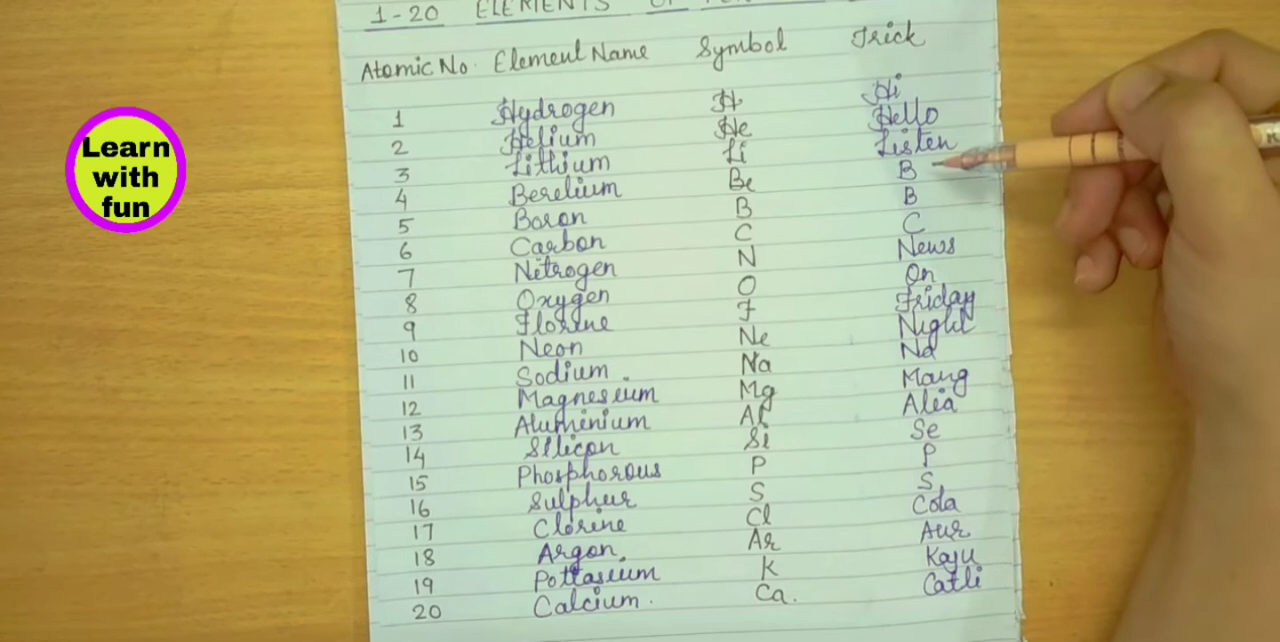 1-20 ELEMENTS OF
Atomic No. Element Name Symbol Trick
1 Hydrogen H Hi
2 Helium He Hello
3 Lithium Li Listen
4 Berelium Be B
5 Boron B B
6 Carbon C C
7 Nitrogen N News
8 Oxygen O On
9 Florine F Friday
10 Neon Ne Night
11 Sodium Na Na
12 Magnesium Mg Mang
13 Aluminium Al Alia
14 Silicon Si Se
15 Phosphorous P P
16 Sulphur S S
17 Clorine Cl Cola
18 Argon Ar Aur
19 Pottasium K Kaju
20 Calcium Ca Catli
Learn
with
fun